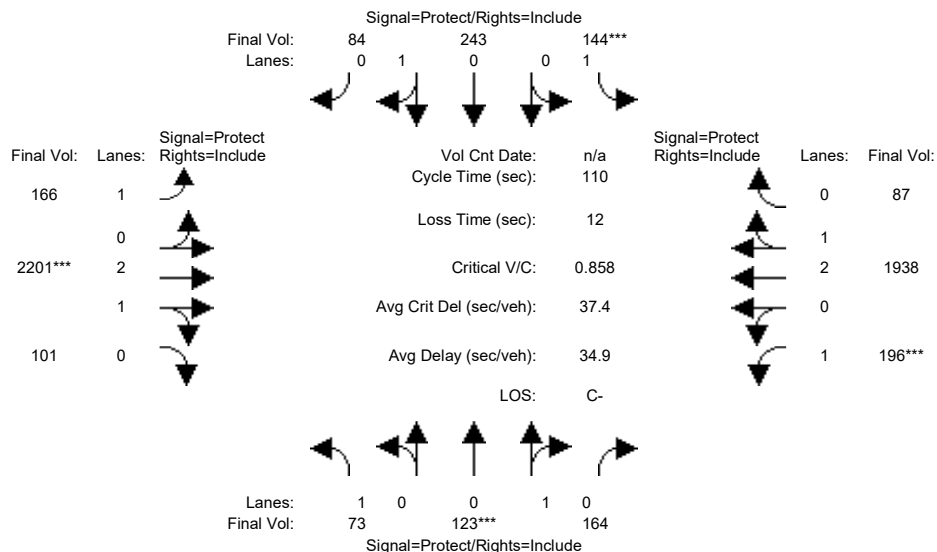 Signal=Protect/Rights=Include
Final Vol: 84 243 144***
Lanes: 0 1 0 0 1
Signal=Protect
Final Vol: Lanes: Rights=Include
Vol Cnt Date: n/a
Signal=Protect
Rights=Include Lanes: Final Vol:
Cycle Time (sec): 110
166 1
0 87
Loss Time (sec): 12
0
1
2201*** 2
Critical V/C: 0.858
2 1938
1
Avg Crit Del (sec/veh): 37.4
0
101 0
Avg Delay (sec/veh): 34.9
1 196***
LOS: C-
Lanes: 1 0 0 1 0
Final Vol: 73 123*** 164
Signal=Protect/Rights=Include